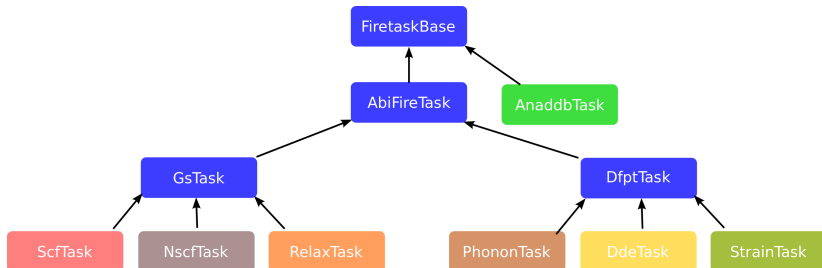 FiretaskBase
AbiFireTask
AnaddbTask
GsTask
DfptTask
ScfTask
NscfTask
RelaxTask
PhononTask
DdeTask
StrainTask